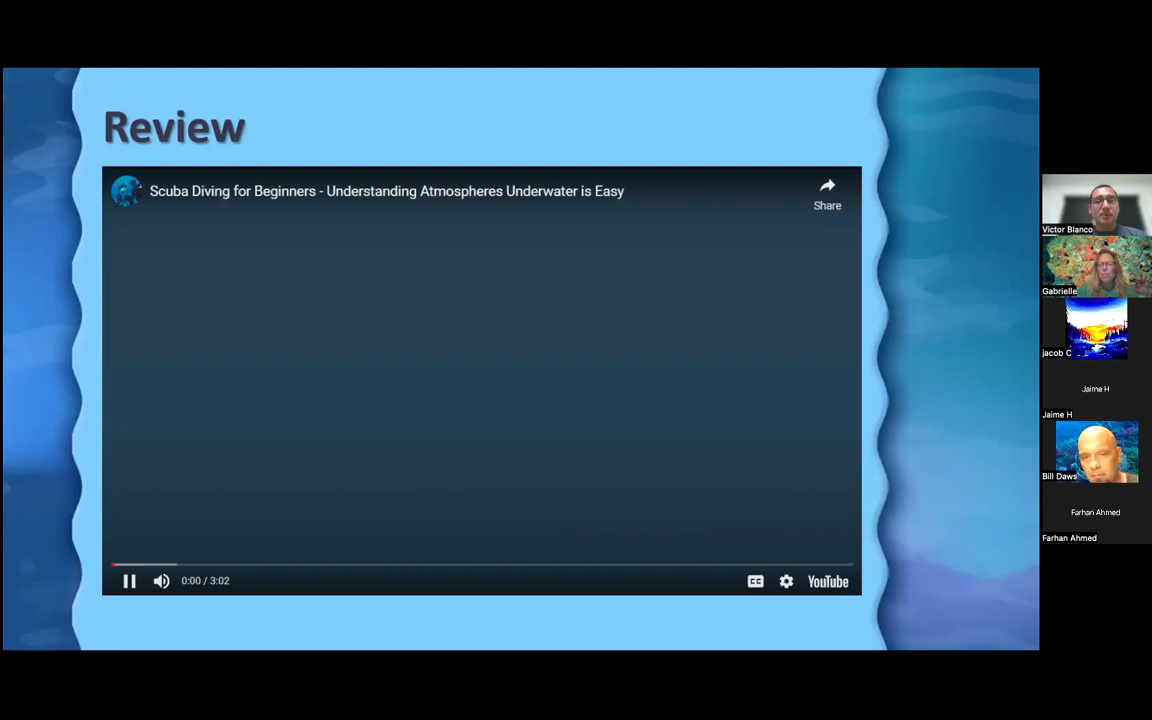 Review
Scuba Diving for Beginners - Understanding Atmospheres Underwater is Easy
Share
0:00 / 3:02
CC
YouTube
Victor Blanco
Gabrielle
jacob C
Jaime H
Jaime H
Bill Daws
Farhan Ahmed
Farhan Ahmed